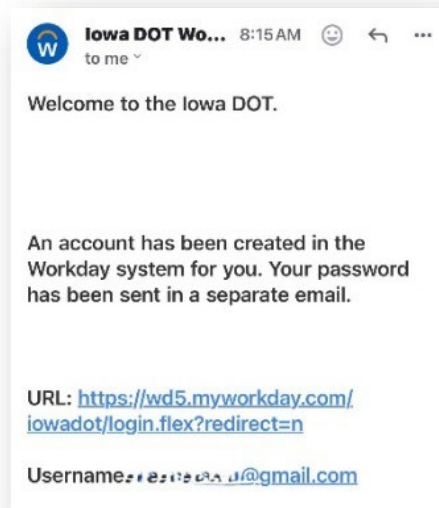 Iowa DOT Wo... 8:15 AM
to me
Welcome to the Iowa DOT.
An account has been created in the
Workday system for you. Your password
has been sent in a separate email.
URL: https://wd5.myworkday.com/
iowadot/login.flex?redirect=n
Username: @gmail.com